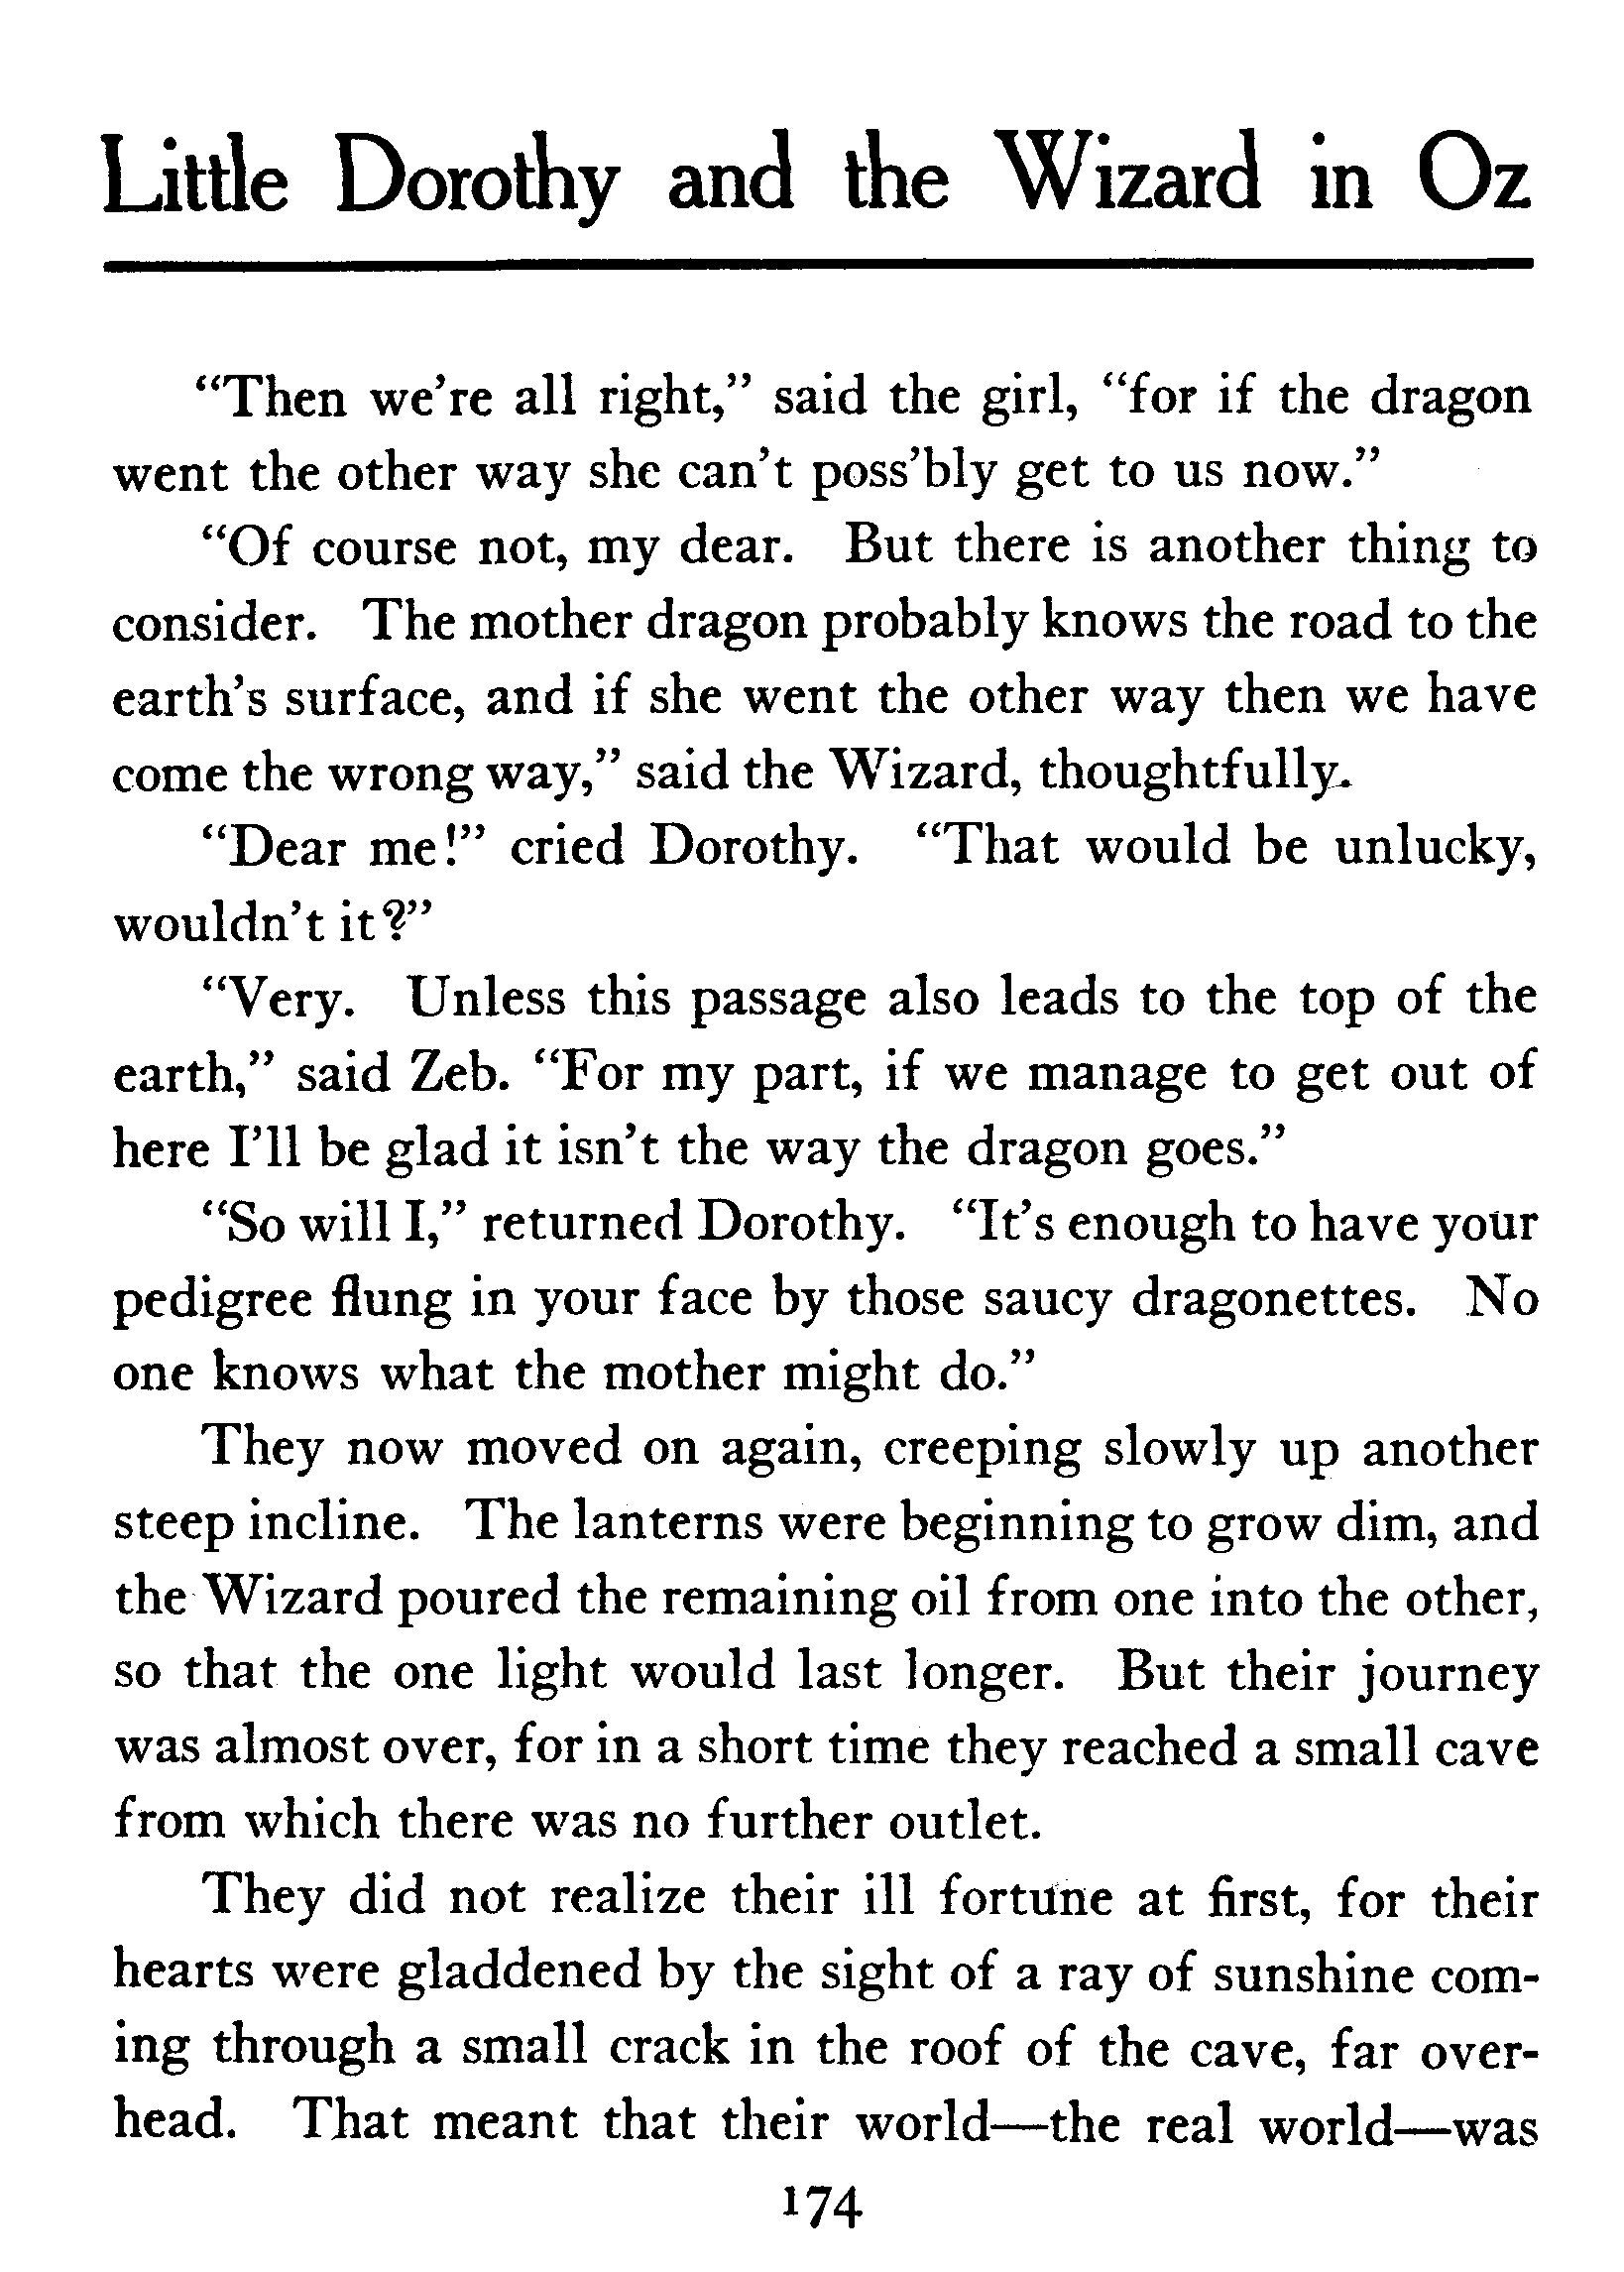 Little Dorothy and the Wizard in Oz
“Then we’re all right,” said the girl, “for if the dragon
went the other way she can’t poss’bly get to us now.”
“Of course not, my dear. But there is another thing to
consider. The mother dragon probably knows the road to the
earth’s surface, and if she went the other way then we have
come the wrong way,” said the Wizard, thoughtfully.
“Dear me!” cried Dorothy. “That would be unlucky,
wouldn’t it?”
“Very. Unless this passage also leads to the top of the
earth,” said Zeb. “For my part, if we manage to get out of
here I’ll be glad it isn’t the way the dragon goes.”
“So will I,” returned Dorothy. “It’s enough to have your
pedigree flung in your face by those saucy dragonettes. No
one knows what the mother might do.”
They now moved on again, creeping slowly up another
steep incline. The lanterns were beginning to grow dim, and
the Wizard poured the remaining oil from one into the other,
so that the one light would last longer. But their journey
was almost over, for in a short time they reached a small cave
from which there was no further outlet.
They did not realize their ill fortune at first, for their
hearts were gladdened by the sight of a ray of sunshine com-
ing through a small crack in the roof of the cave, far over-
head. That meant that their world—the real world—was
174